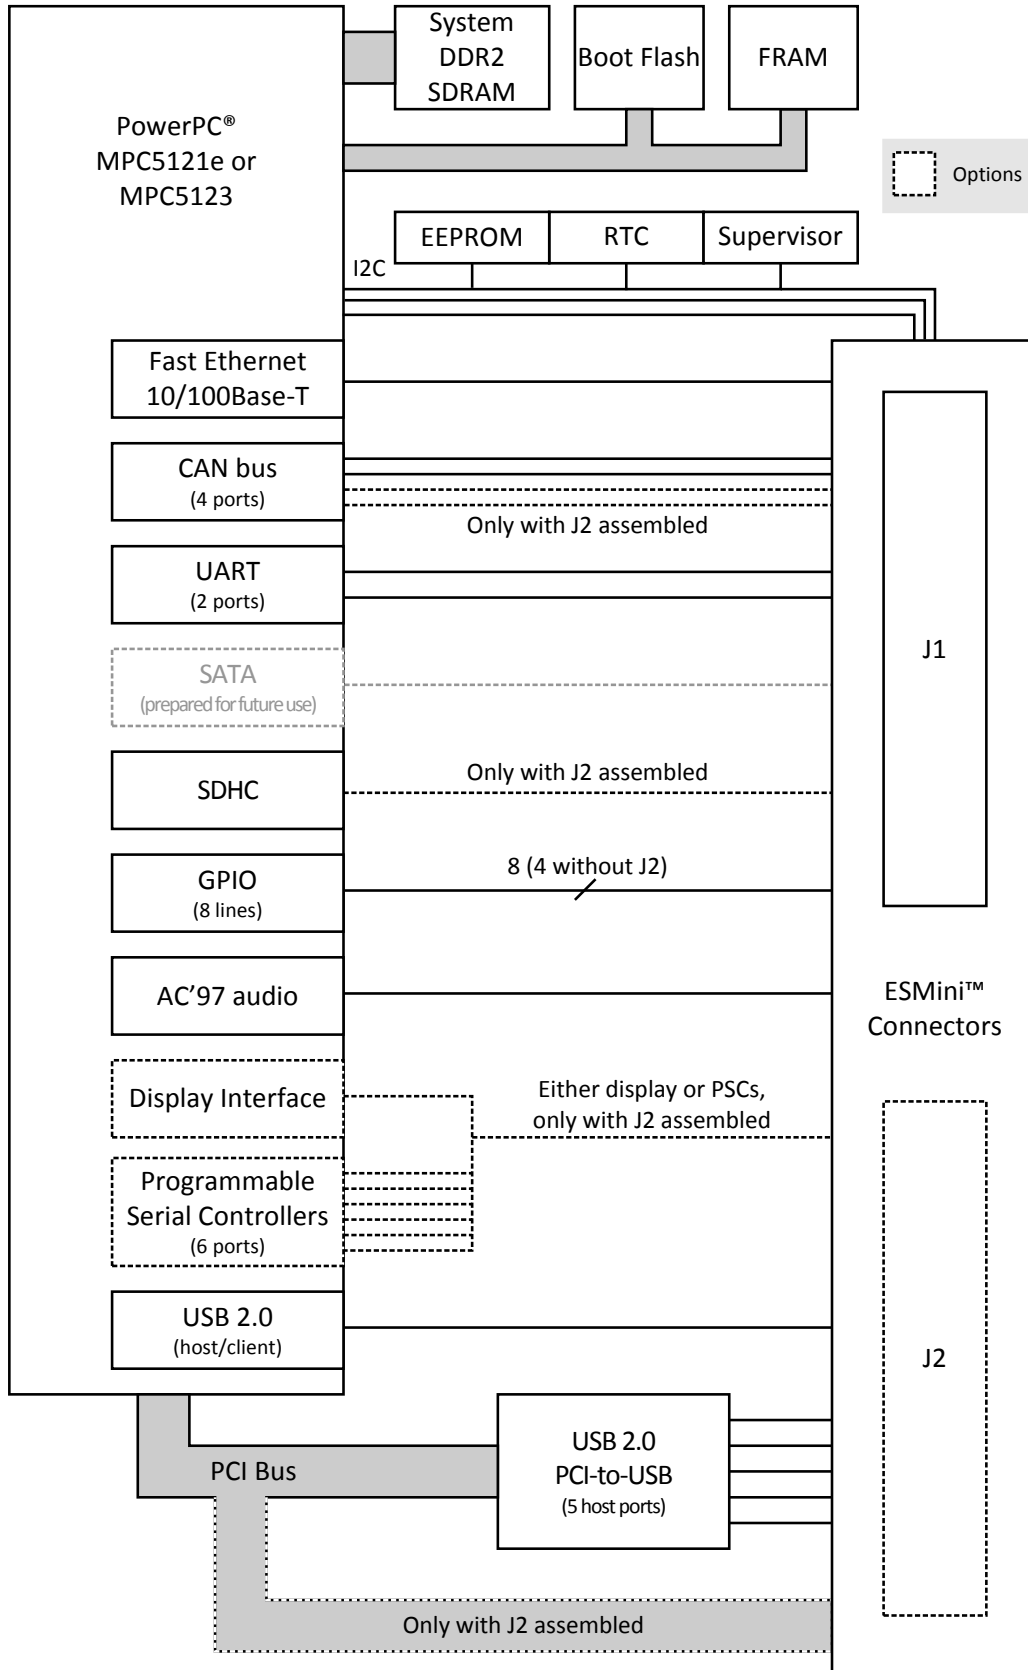 System
DDR2
SDRAM
Boot Flash
FRAM
PowerPC®
MPC5121e or
MPC5123
Options
EEPROM
RTC
Supervisor
I2C
Fast Ethernet
10/100Base-T
CAN bus
(4 ports)
Only with J2 assembled
UART
(2 ports)
J1
SATA
(prepared for future use)
Only with J2 assembled
SDHC
8 (4 without J2)
GPIO
(8 lines)
AC’97 audio
ESMini™
Connectors
Display Interface
Either display or PSCs,
only with J2 assembled
Programmable
Serial Controllers
(6 ports)
USB 2.0
(host/client)
J2
PCI Bus
USB 2.0
PCI-to-USB
(5 host ports)
Only with J2 assembled